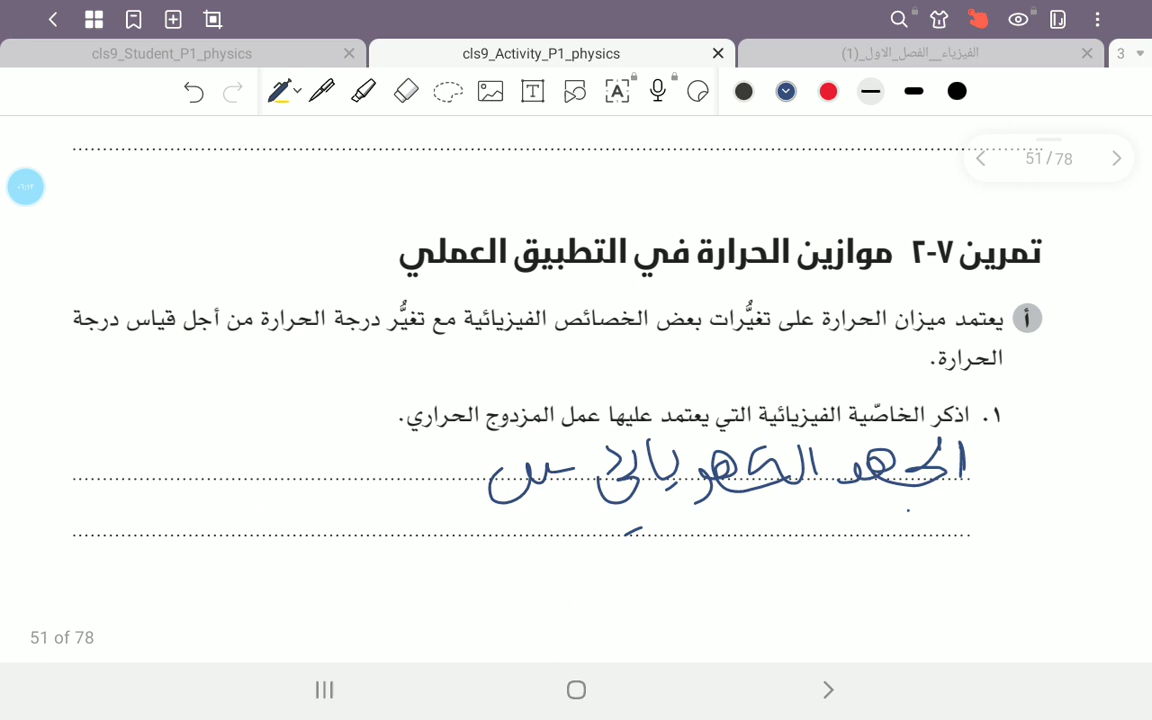 cls9_Student_P1_physics
cls9_Activity_P1_physics
الفيزياء__الفصل_الاول_(1)
3
51 / 78
تمرين ٧-٢ موازين الحرارة في التطبيق العملي
أ يعتمد ميزان الحرارة على تغيُّرات بعض الخصائص الفيزيائية مع تغيُّر درجة الحرارة من أجل قياس درجة
الحرارة.
١. اذكر الخاصّية الفيزيائية التي يعتمد عليها عمل المزدوج الحراري.
الجهد الكهربائي
51 of 78